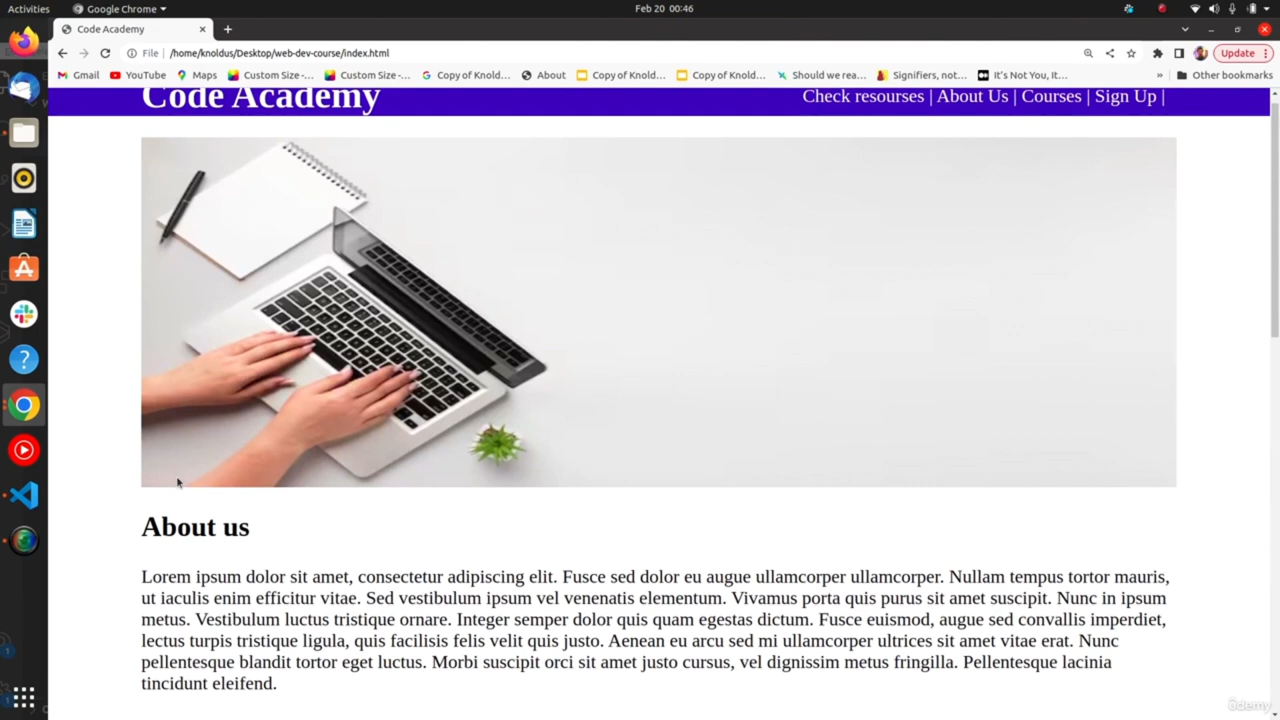 Activities
Google Chrome
Feb 20 00:46
Code Academy
File
/home/knoldus/Desktop/web-dev-course/index.html
Update
Gmail
YouTube
Maps
Custom Size -...
Custom Size -...
Copy of Knold...
About
Copy of Knold...
Copy of Knold...
Should we rea...
Signifiers, not...
It's Not You, It...
»
Other bookmarks
Code Academy
Check resourses | About Us | Courses | Sign Up |
About us
Lorem ipsum dolor sit amet, consectetur adipiscing elit. Fusce sed dolor eu augue ullamcorper ullamcorper. Nullam tempus tortor mauris,
ut iaculis enim efficitur vitae. Sed vestibulum ipsum vel venenatis elementum. Vivamus porta quis purus sit amet suscipit. Nunc in ipsum
metus. Vestibulum luctus tristique ornare. Integer semper dolor quis quam egestas dictum. Fusce euismod, augue sed convallis imperdiet,
lectus turpis tristique ligula, quis facilisis felis velit quis justo. Aenean eu arcu sed mi ullamcorper ultrices sit amet vitae erat. Nunc
pellentesque blandit tortor eget luctus. Morbi suscipit orci sit amet justo cursus, vel dignissim metus fringilla. Pellentesque lacinia
tincidunt eleifend.
ûdemy